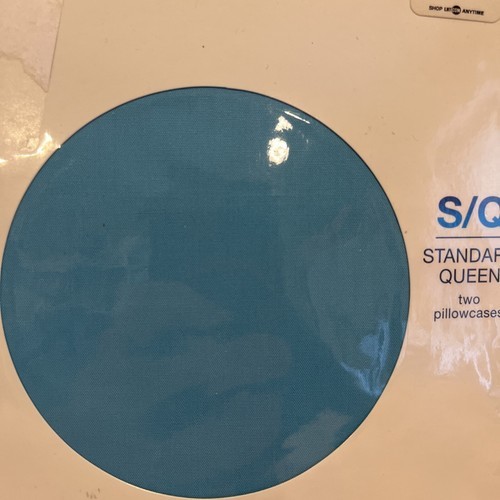 SHOP ANYTIME
S/Q
STANDAR
QUEEN
two
pillowcases